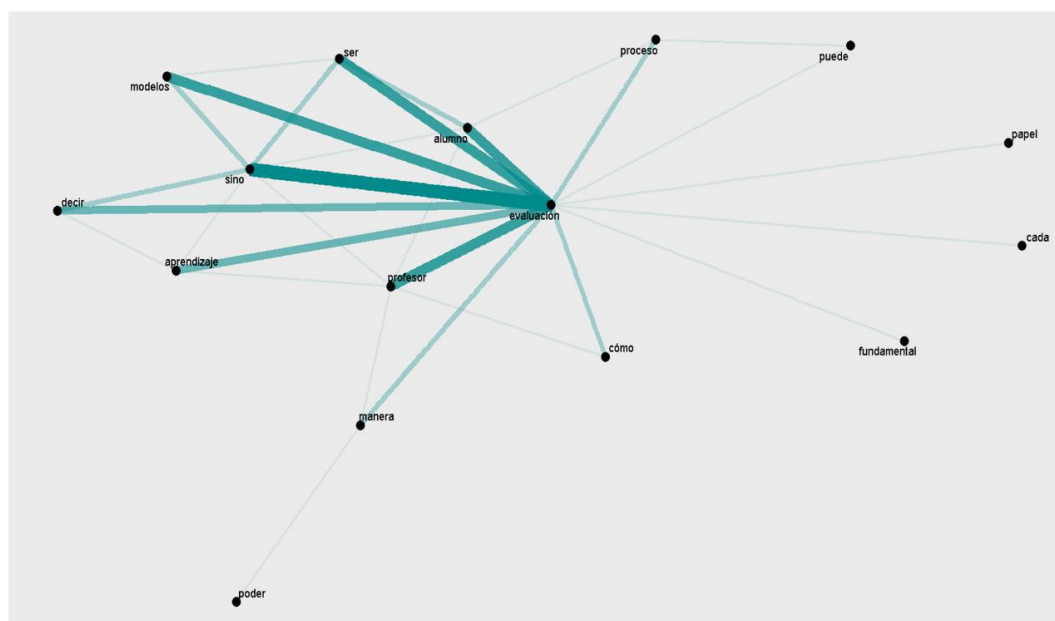 ser
proceso
puede
modelos
papel
alumno
sino
decir
evaluación
cada
aprendizaje
profesor
cómo
fundamental
manera
poder